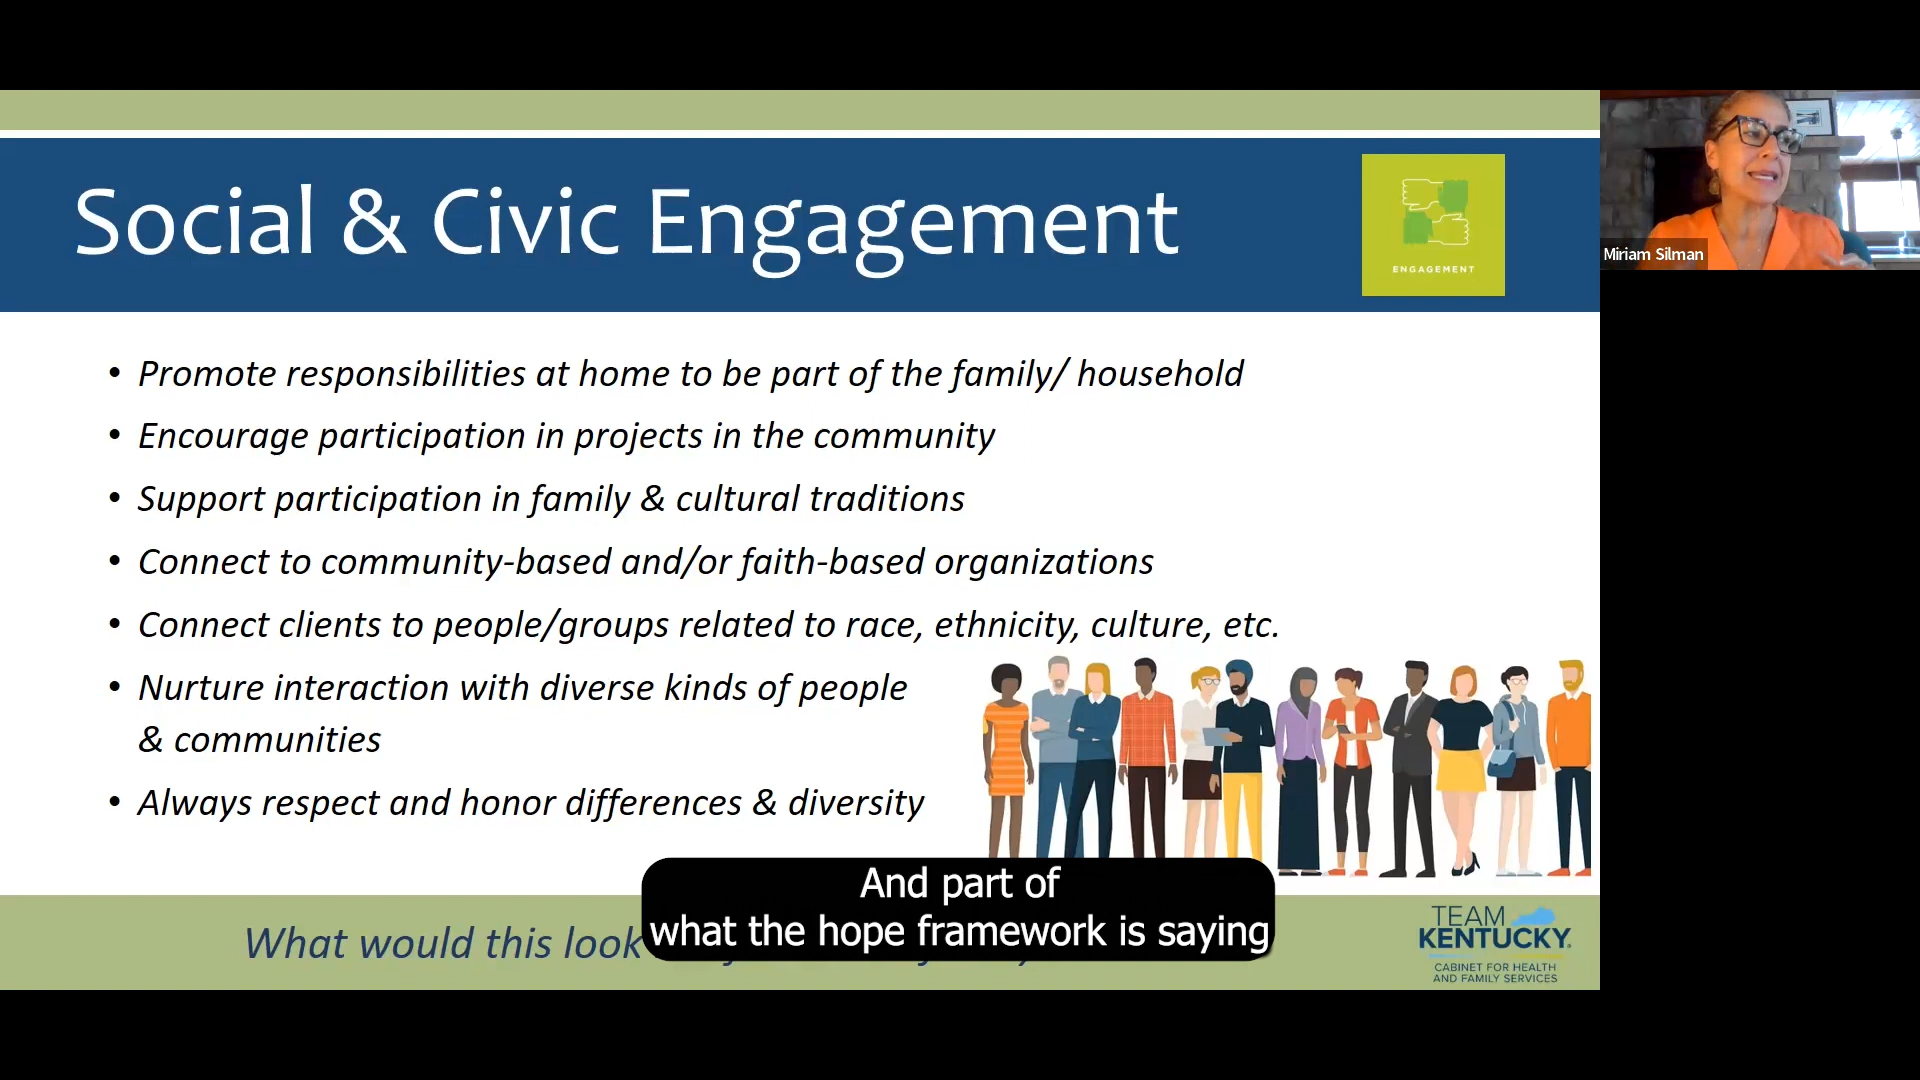 Social & Civic Engagement
ENGAGEMENT
Miriam Silman
• Promote responsibilities at home to be part of the family/ household
• Encourage participation in projects in the community
• Support participation in family & cultural traditions
• Connect to community-based and/or faith-based organizations
• Connect clients to people/groups related to race, ethnicity, culture, etc.
• Nurture interaction with diverse kinds of people
& communities
• Always respect and honor differences & diversity
And part of
what the hope framework is saying
What would this look
TEAM
KENTUCKY®
CABINET FOR HEALTH
AND FAMILY SERVICES